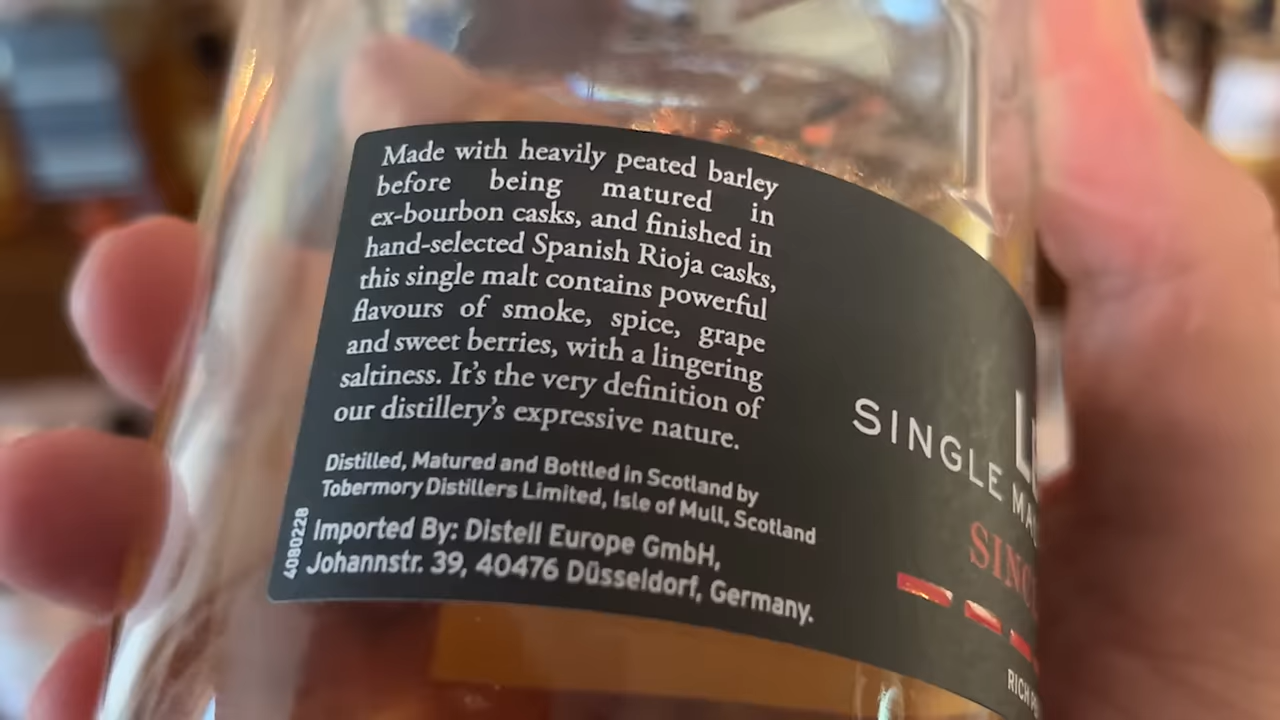 Made with heavily peated barley
before being matured in
ex-bourbon casks, and finished in
hand-selected Spanish Rioja casks,
this single malt contains powerful
flavours of smoke, spice, grape
and sweet berries, with a lingering
saltiness. It's the very definition of
our distillery's expressive nature.
Distilled, Matured and Bottled in Scotland by
Tobermory Distillers Limited, Isle of Mull, Scotland
Imported By: Distell Europe GmbH,
Johannstr. 39, 40476 Düsseldorf, Germany.
4080228
SINGLE